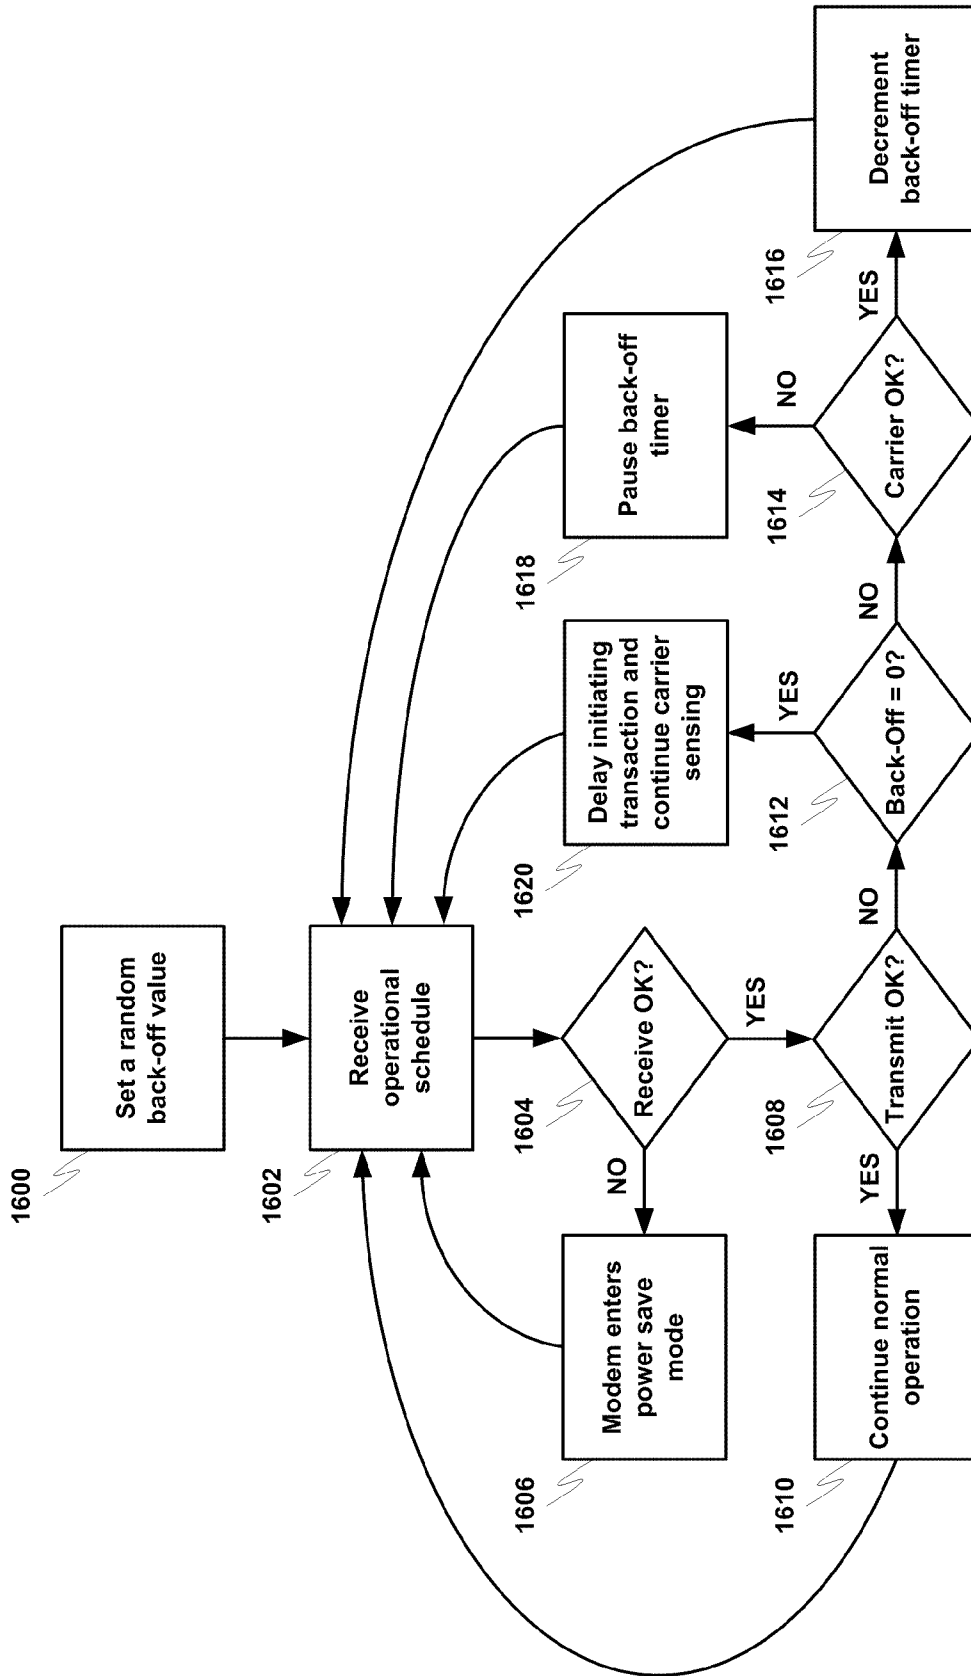 1600
Set a random
back-off value
1602
Receive
operational
schedule
1604
Receive OK?
NO
YES
1606
Modem enters
power save
mode
1608
Transmit OK?
YES
NO
1610
Continue normal
operation
1612
Back-Off = 0?
YES
NO
1620
Delay initiating
transaction and
continue carrier
sensing
1614
Carrier OK?
NO
YES
1618
Pause back-off
timer
1616
Decrement
back-off timer